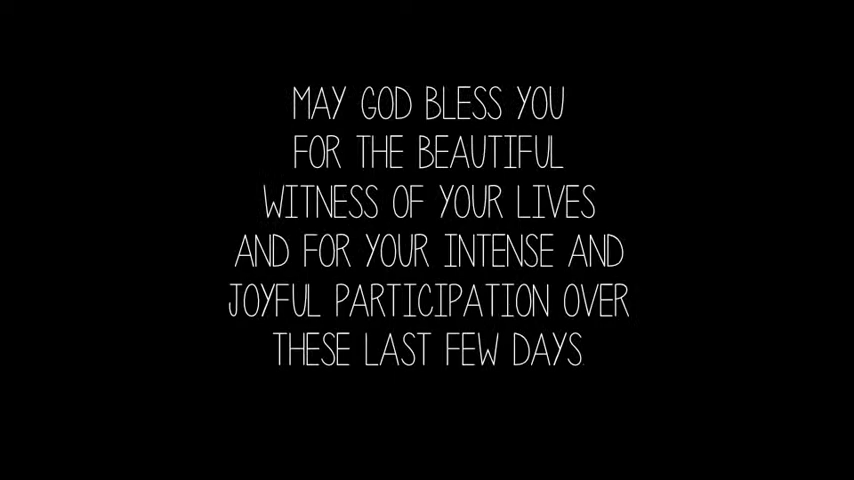 MAY GOD BLESS YOU
FOR THE BEAUTIFUL
WITNESS OF YOUR LIVES
AND FOR YOUR INTENSE AND
JOYFUL PARTICIPATION OVER
THESE LAST FEW DAYS